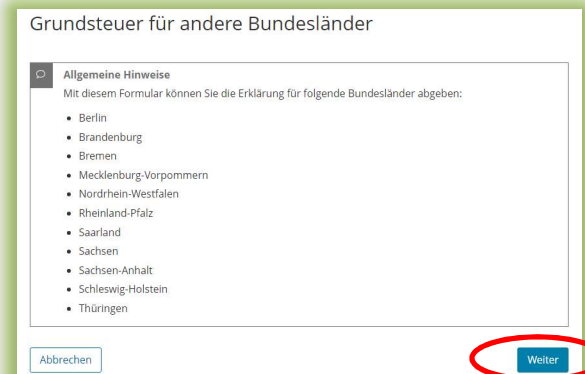 Grundsteuer für andere Bundesländer
Allgemeine Hinweise
Mit diesem Formular können Sie die Erklärung für folgende Bundesländer abgeben:
• Berlin
• Brandenburg
• Bremen
• Mecklenburg-Vorpommern
• Nordrhein-Westfalen
• Rheinland-Pfalz
• Saarland
• Sachsen
• Sachsen-Anhalt
• Schleswig-Holstein
• Thüringen
Abbrechen
Weiter